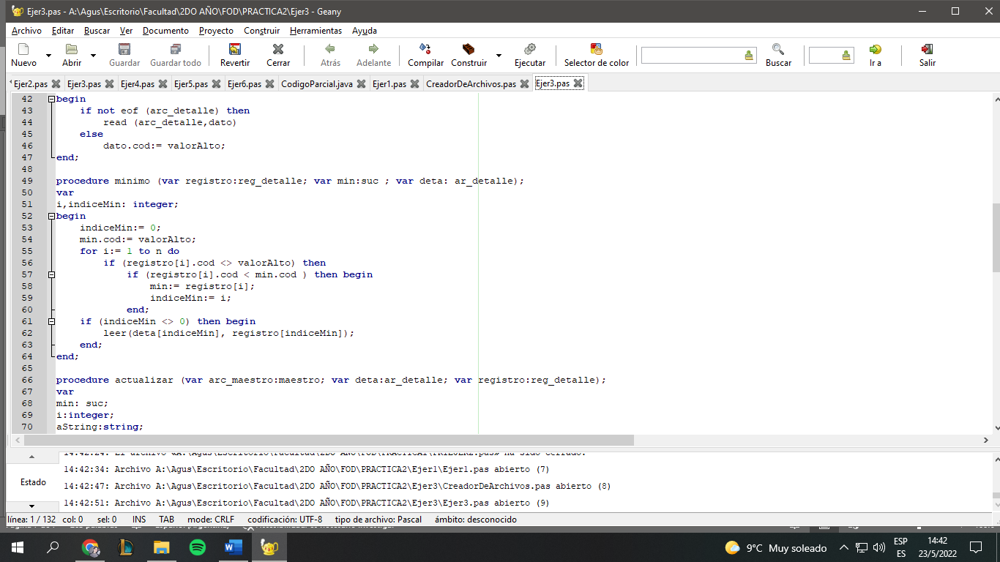 Ejer3.pas - A:\Agus\Escritorio\Facultad\2DO AÑO\FOD\PRACTICA2\Ejer3 - Geany
Archivo Editar Buscar Ver Documento Proyecto Construir Herramientas Ayuda
Nuevo Abrir Guardar Guardar todo Revertir Cerrar Atrás Adelante Compilar Construir Ejecutar Selector de color Buscar Ir a Salir
Ejer2.pas Ejer3.pas Ejer4.pas Ejer5.pas Ejer6.pas CodigoParcial.java Ejer1.pas CreadorDeArchivos.pas Ejer3.pas
42 begin
43 if not eof (arc_detalle) then
44 read (arc_detalle,dato)
45 else
46 dato.cod:= valorAlto;
47 end;
48
49 procedure minimo (var registro:reg_detalle; var min:suc ; var deta: ar_detalle);
50 var
51 i,indiceMin: integer;
52 begin
53 indiceMin:= 0;
54 min.cod:= valorAlto;
55 for i:= 1 to n do
56 if (registro[i].cod <> valorAlto) then
57 if (registro[i].cod < min.cod ) then begin
58 min:= registro[i];
59 indiceMin:= i;
60 end;
61 if (indiceMin <> 0) then begin
62 leer(deta[indiceMin], registro[indiceMin]);
63 end;
64 end;
65
66 procedure actualizar (var arc_maestro:maestro; var deta:ar_detalle; var registro:reg_detalle);
67 var
68 min: suc;
69 i:integer;
70 aString:string;
Estado
14:42:34: Archivo A:\Agus\Escritorio\Facultad\2DO AÑO\FOD\PRACTICA2\Ejer1\Ejer1.pas abierto (7)
14:42:47: Archivo A:\Agus\Escritorio\Facultad\2DO AÑO\FOD\PRACTICA2\Ejer3\CreadorDeArchivos.pas abierto (8)
14:42:51: Archivo A:\Agus\Escritorio\Facultad\2DO AÑO\FOD\PRACTICA2\Ejer3\Ejer3.pas abierto (9)
línea: 1 / 132 col: 0 sel: 0 INS TAB mode: CRLF codificación: UTF-8 tipo de archivo: Pascal ámbito: desconocido
9°C Muy soleado ESP ES 14:42 23/5/2022